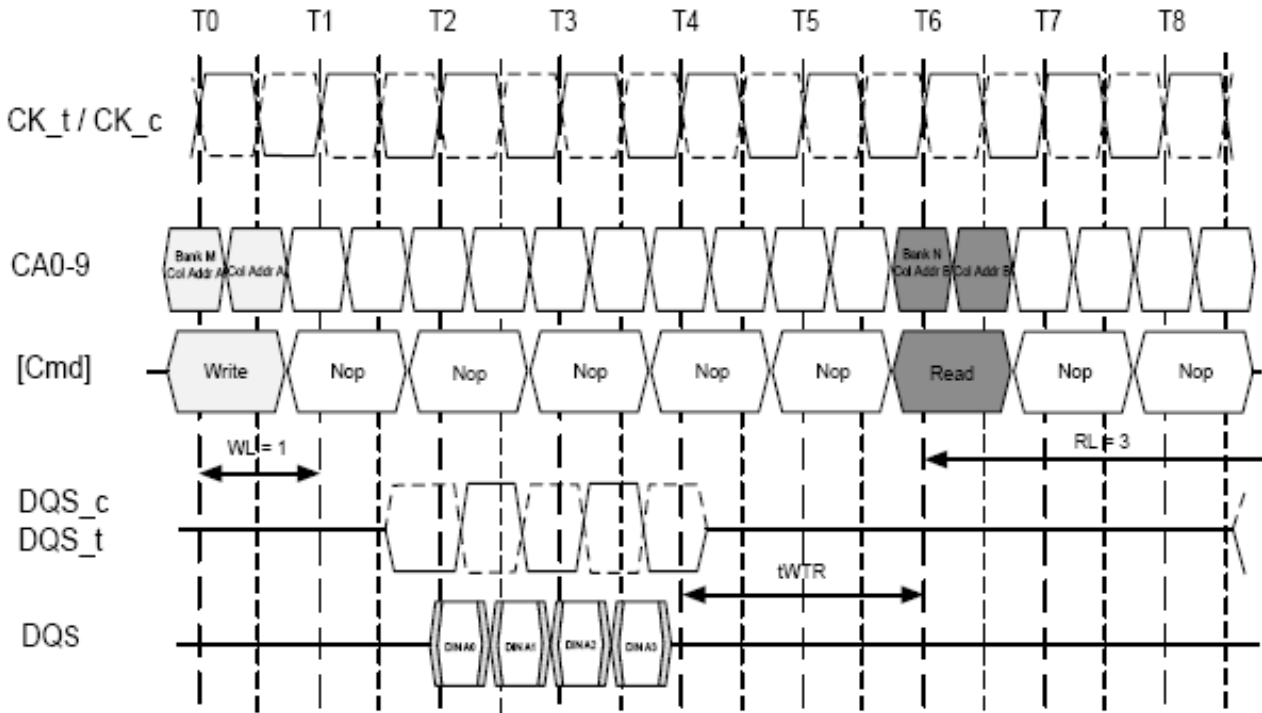 T0 T1 T2 T3 T4 T5 T6 T7 T8
CK_t / CK_c
CA0-9
Bank M
Col Addr A
Col Addr A
Bank N
Col Addr B
Col Addr B
[Cmd]
Write Nop Nop Nop Nop Nop Read Nop Nop
WL = 1
RL = 3
DQS_c
DQS_t
tWTR
DQS
DIN A0 DIN A1 DIN A2 DIN A3